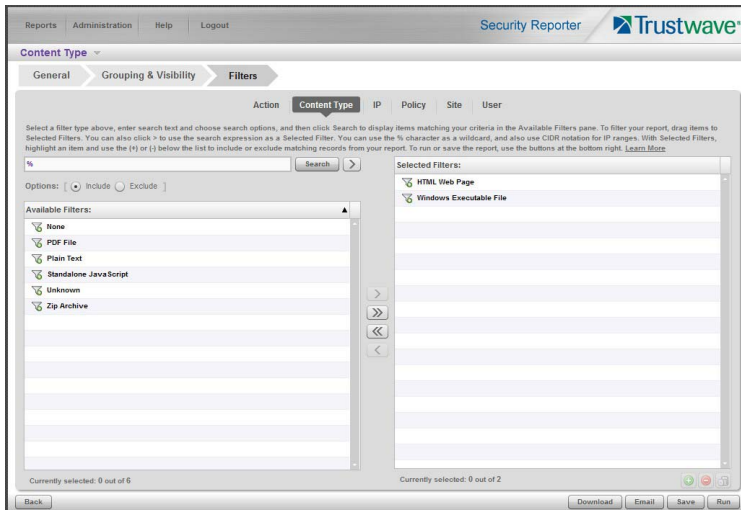 Reports Administration Help Logout
Security Reporter Trustwave®
Content Type
General Grouping & Visibility Filters
Action Content Type IP Policy Site User
Select a filter type above, enter search text and choose search options, and then click Search to display items matching your criteria in the Available Filters pane. To filter your report, drag items to
Selected Filters. You can also click > to use the search expression as a Selected Filter. You can use the % character as a wildcard, and also use CIDR notation for IP ranges. With Selected Filters,
highlight an item and use the (+) or (-) below the list to include or exclude matching records from your report. To run or save the report, use the buttons at the bottom right. Learn More
% Search >
Options: [ Include Exclude ]
Available Filters:
None
PDF File
Plain Text
Standalone JavaScript
Unknown
Zip Archive
Currently selected: 0 out of 6
>
>>
<<
<
Selected Filters:
HTML Web Page
Windows Executable File
Currently selected: 0 out of 2
Back Download Email Save Run